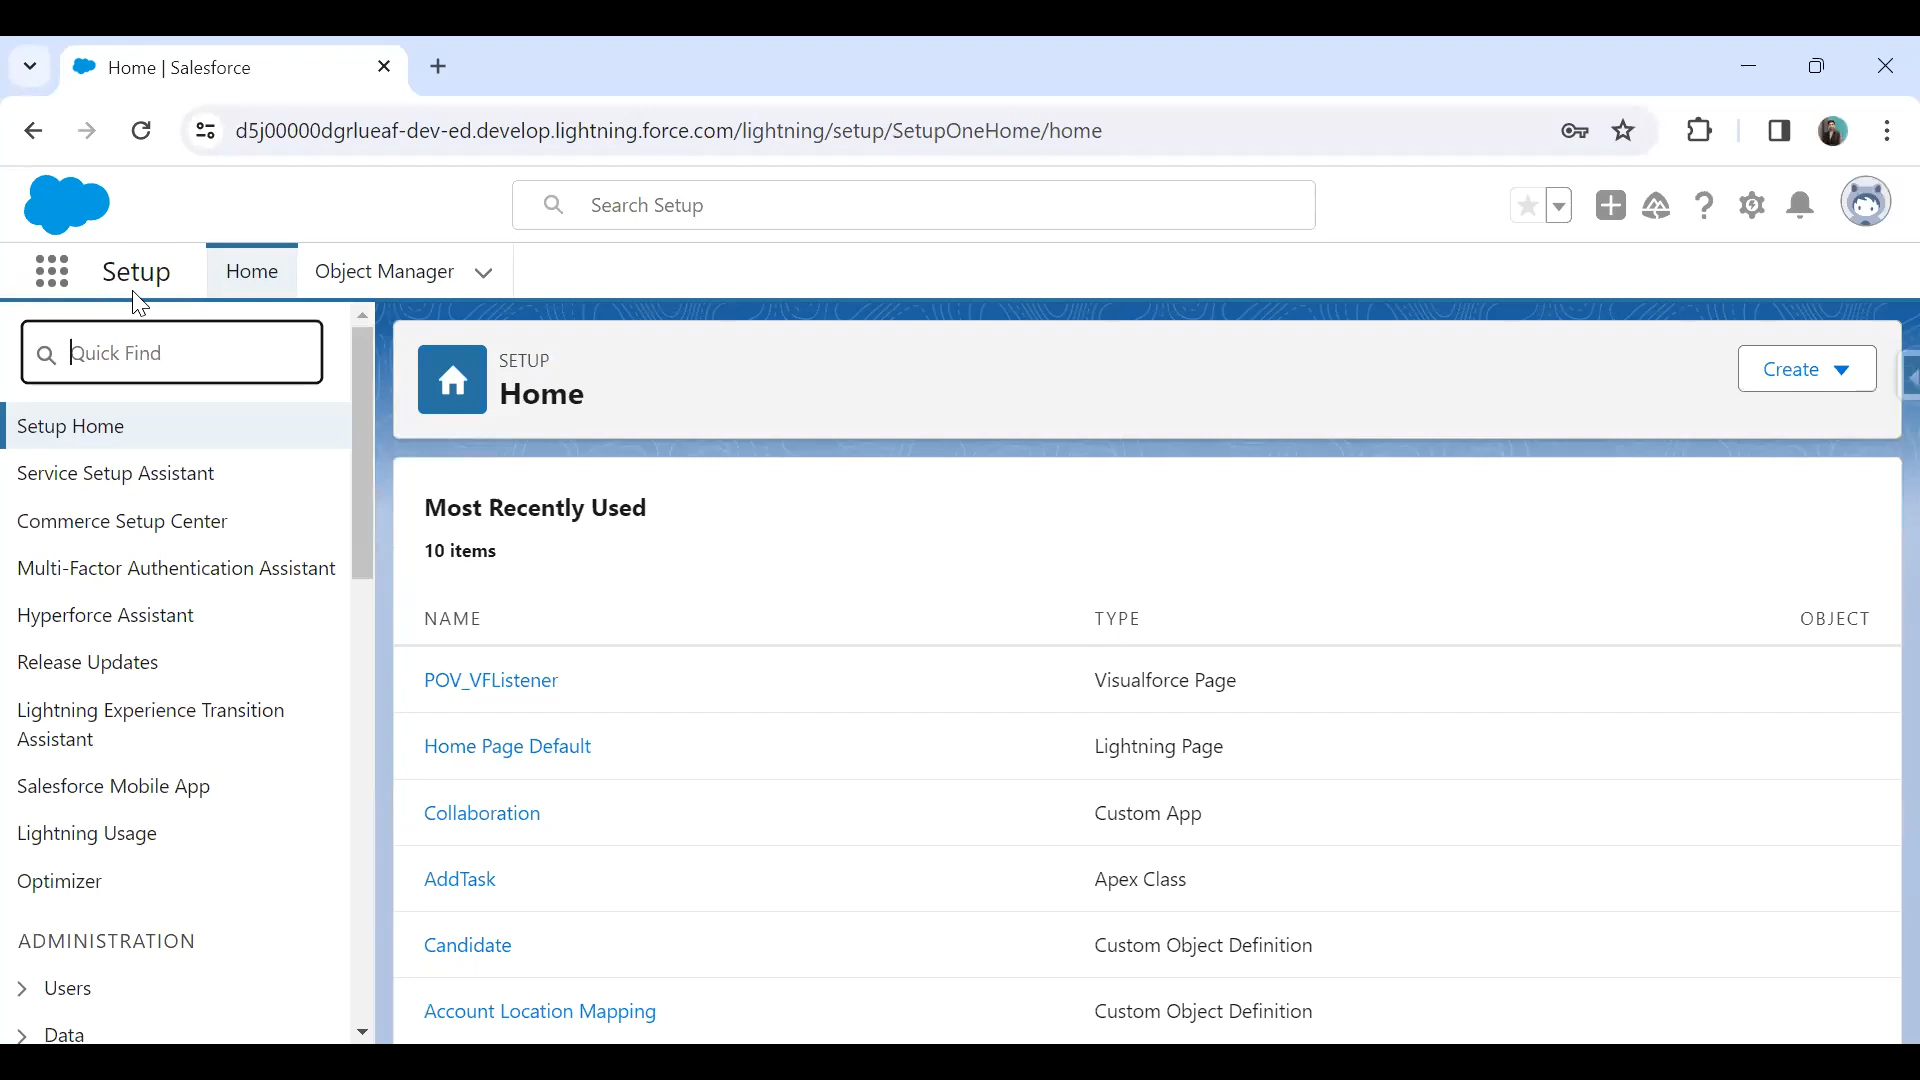 Home | Salesforce
d5j00000dgrlueaf-dev-ed.develop.lightning.force.com/lightning/setup/SetupOneHome/home
Search Setup
Setup
Home
Object Manager
Quick Find
Setup Home
Service Setup Assistant
Commerce Setup Center
Multi-Factor Authentication Assistant
Hyperforce Assistant
Release Updates
Lightning Experience Transition
Assistant
Salesforce Mobile App
Lightning Usage
Optimizer
ADMINISTRATION
Users
Data
SETUP
Home
Create
Most Recently Used
10 items
NAME TYPE OBJECT
POV_VFListener Visualforce Page
Home Page Default Lightning Page
Collaboration Custom App
AddTask Apex Class
Candidate Custom Object Definition
Account Location Mapping Custom Object Definition